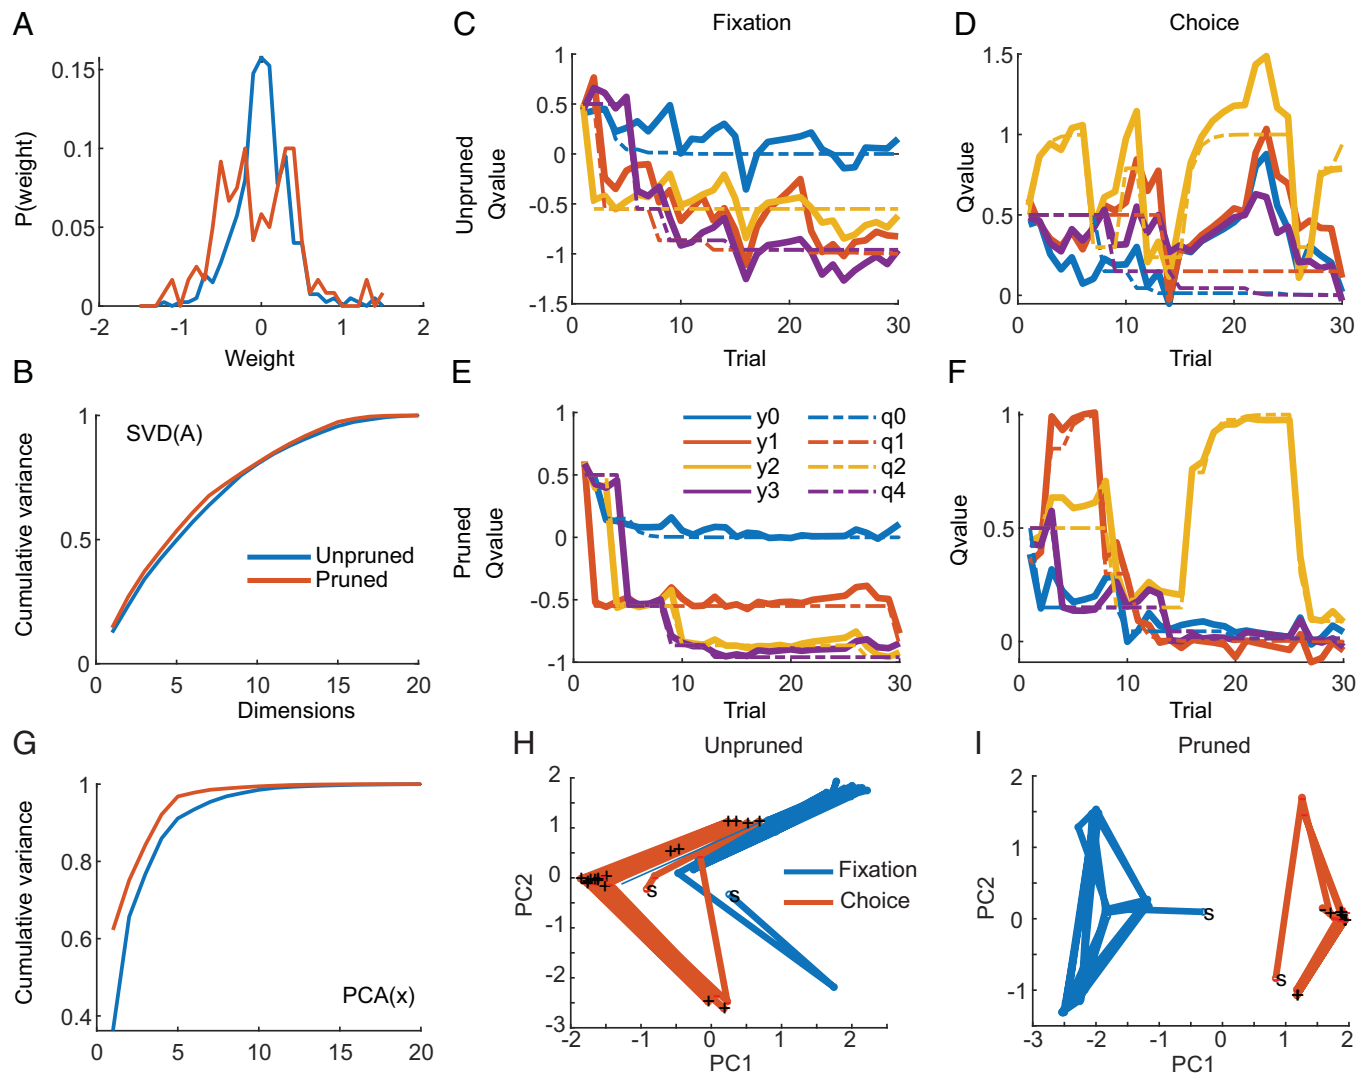 A
P(weight)
0.15
0.1
0.05
0
-2
-1
0
1
2
Weight
C
Fixation
Unpruned
Qvalue
1
0.5
0
-0.5
-1
-1.5
0
10
20
30
Trial
D
Choice
Qvalue
1.5
1
0.5
0
0
10
20
30
Trial
B
SVD(A)
Cumulative variance
1
0.5
0
0
5
10
15
20
Unpruned
Pruned
Dimensions
E
Pruned
Qvalue
1
0.5
0
-0.5
-1
0
10
20
30
y0
q0
y1
q1
y2
q2
y3
q4
Trial
F
Qvalue
1
0.5
0
0
10
20
30
Trial
G
Cumulative variance
1
0.8
0.6
0.4
PCA(x)
0
5
10
15
20
H
Unpruned
PC2
2
1
0
-1
-2
-3
-2
-1
0
1
2
Fixation
Choice
s
s
PC1
I
Pruned
PC2
2
1
0
-1
-3
-2
-1
0
1
2
s
s
PC1